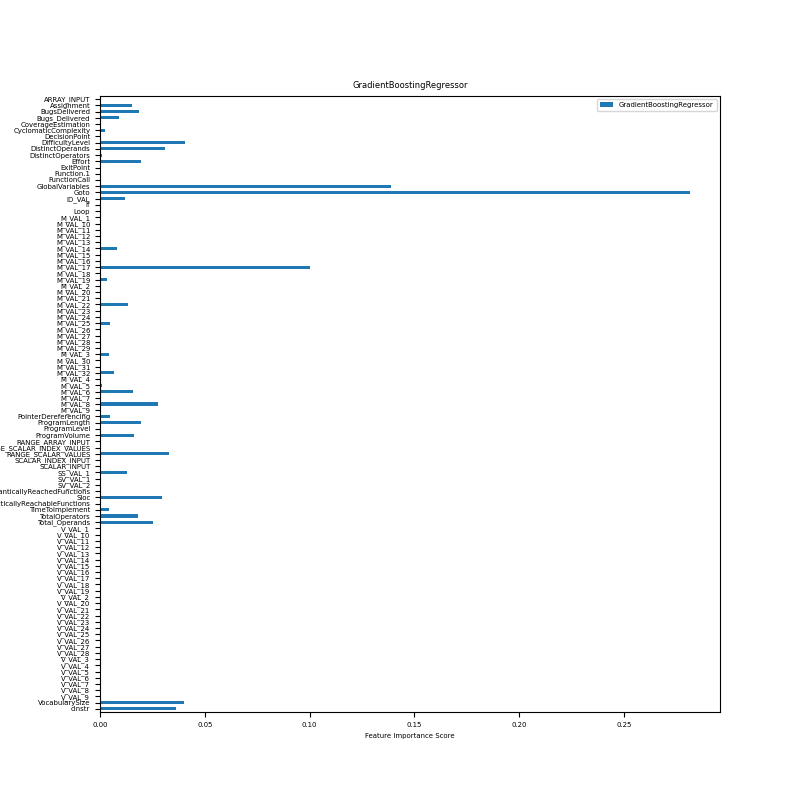 GradientBoostingRegressor
GradientBoostingRegressor
ARRAY_INPUT
Assignment
BugsDelivered
Bugs_Delivered
CoverageEstimation
CyclomaticComplexity
DecisionPoint
DifficultyLevel
DistinctOperands
DistinctOperators
Effort
ExitPoint
Function.1
FunctionCall
GlobalVariables
Goto
ID_VAL
If
Loop
M_VAL_1
M_VAL_10
M_VAL_11
M_VAL_12
M_VAL_13
M_VAL_14
M_VAL_15
M_VAL_16
M_VAL_17
M_VAL_18
M_VAL_19
M_VAL_2
M_VAL_20
M_VAL_21
M_VAL_22
M_VAL_23
M_VAL_24
M_VAL_25
M_VAL_26
M_VAL_27
M_VAL_28
M_VAL_29
M_VAL_3
M_VAL_30
M_VAL_31
M_VAL_32
M_VAL_4
M_VAL_5
M_VAL_6
M_VAL_7
M_VAL_8
M_VAL_9
PointerDereferencing
ProgramLength
ProgramLevel
ProgramVolume
RANGE_ARRAY_INPUT
E_SCALAR_INDEX_VALUES
RANGE_SCALAR_VALUES
SCALAR_INDEX_INPUT
SCALAR_INPUT
SS_VAL_1
SV_VAL_1
SV_VAL_2
anticallyReachedFunctions
Sloc
ticallyReachableFunctions
TimeToImplement
TotalOperators
Total_Operands
V_VAL_1
V_VAL_10
V_VAL_11
V_VAL_12
V_VAL_13
V_VAL_14
V_VAL_15
V_VAL_16
V_VAL_17
V_VAL_18
V_VAL_19
V_VAL_2
V_VAL_20
V_VAL_21
V_VAL_22
V_VAL_23
V_VAL_24
V_VAL_25
V_VAL_26
V_VAL_27
V_VAL_28
V_VAL_3
V_VAL_4
V_VAL_5
V_VAL_6
V_VAL_7
V_VAL_8
V_VAL_9
VocabularySize
cinstr
0.00 0.05 0.10 0.15 0.20 0.25
Feature Importance Score